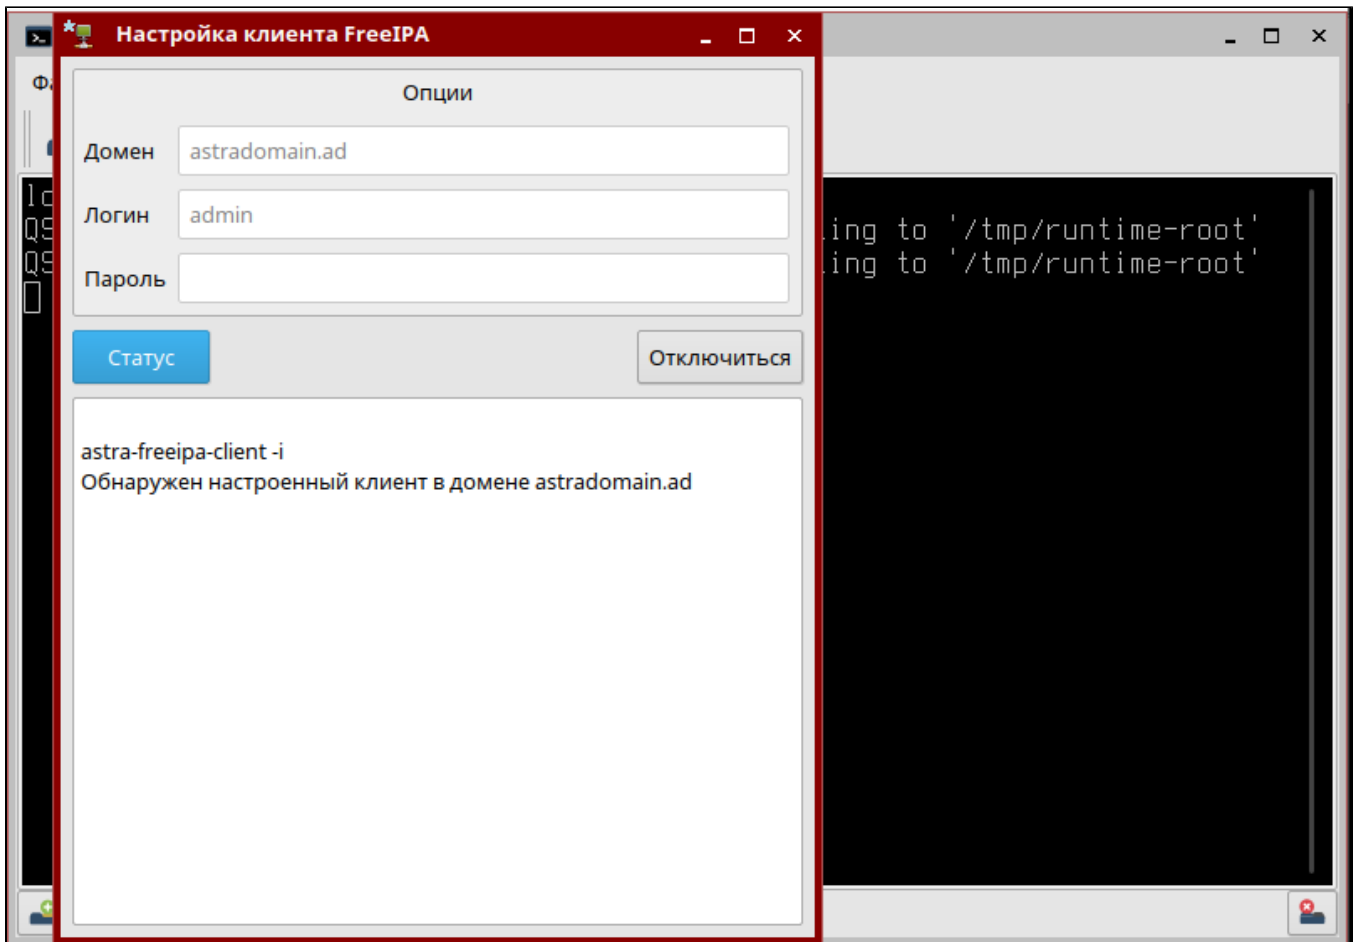 Настройка клиента FreeIPA
Опции
Домен astradomain.ad
Логин admin
Пароль
Статус Отключиться
astra-freeipa-client -i
Обнаружен настроенный клиент в домене astradomain.ad
ing to '/tmp/runtime-root'
ing to '/tmp/runtime-root'